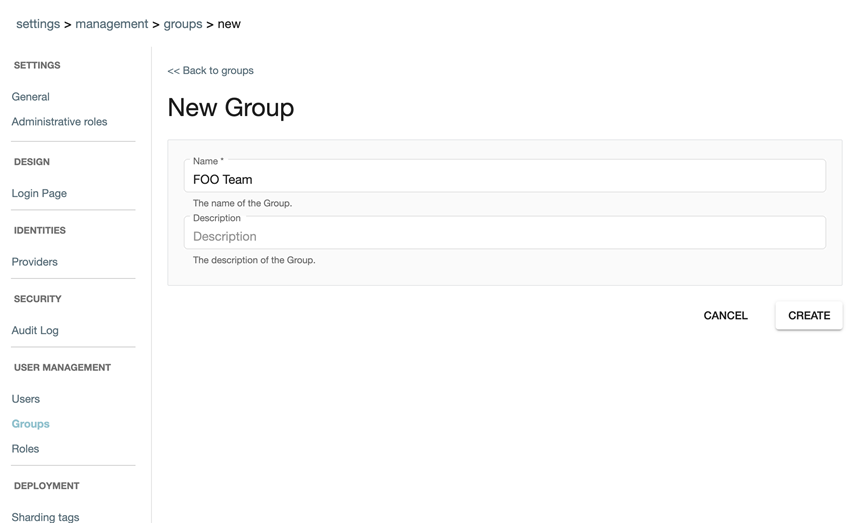 settings > management > groups > new
SETTINGS
General
Administrative roles
DESIGN
Login Page
IDENTITIES
Providers
SECURITY
Audit Log
USER MANAGEMENT
Users
Groups
Roles
DEPLOYMENT
Sharding tags
<< Back to groups
New Group
Name *
FOO Team
The name of the Group.
Description
Description
The description of the Group.
CANCEL CREATE